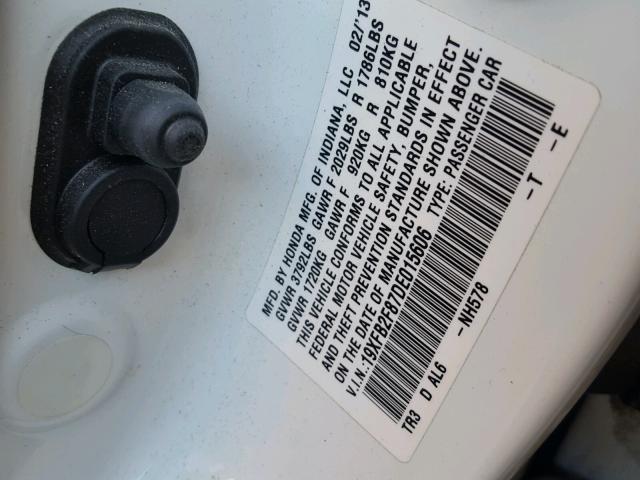 MFD. BY HONDA MFG. OF INDIANA, LLC 02/'13
GVWR 3792LBS GAWR F 2029LBS R 1786LBS
GVWR 1720KG GAWR F 920KG R 810KG
THIS VEHICLE CONFORMS TO ALL APPLICABLE
FEDERAL MOTOR VEHICLE SAFETY, BUMPER,
AND THEFT PREVENTION STANDARDS IN EFFECT
ON THE DATE OF MANUFACTURE SHOWN ABOVE.
V.I.N.:19XFB2F87DE015606 TYPE: PASSENGER CAR
TR3 D AL6 -NH578 -T -E